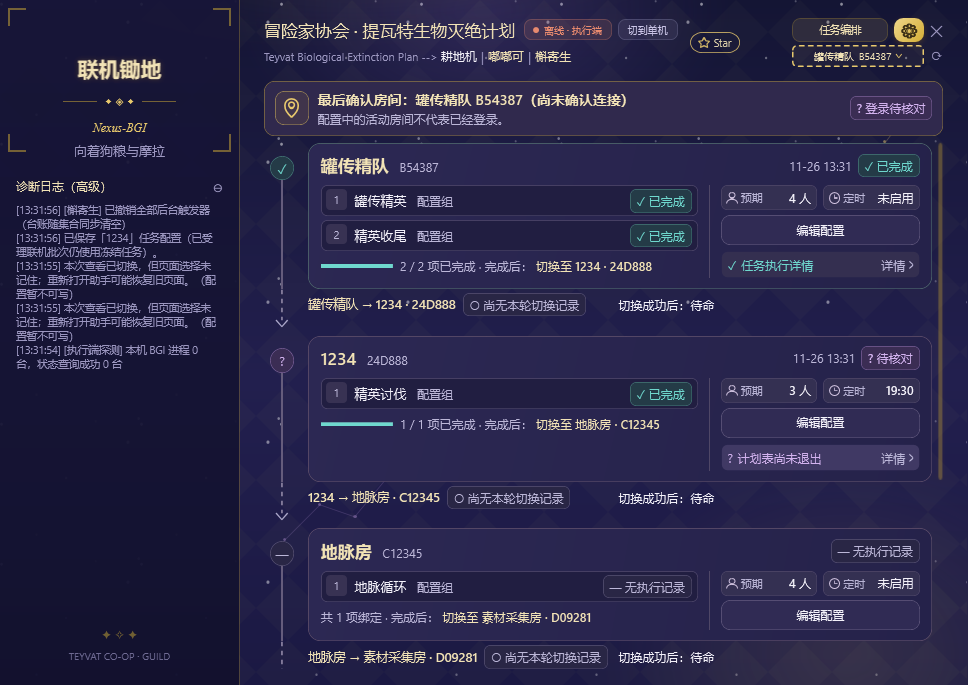 联机锄地
Nexus-BGI
向着狗粮与摩拉
诊断日志（高级）
[13:31:56] [槲寄生] 已撤销全部后台触发器
（台账随集合同步清空）
[13:31:56] 已保存「1234」任务配置（已受
理联机批次仍使用冻结任务）。
[13:31:55] 本次查看已切换，但页面选择未
记住；重新打开助手可能恢复旧页面。（配
置暂不可写）
[13:31:55] 本次查看已切换，但页面选择未
记住；重新打开助手可能恢复旧页面。（配
置暂不可写）
[13:31:54] [执行端探测] 本机 BGI 进程 0
台，状态查询成功 0 台
TEYVAT CO-OP · GUILD
冒险家协会 · 提瓦特生物灭绝计划
离线 · 执行端
切到单机
Star
任务编排
Teyvat Biological-Extinction Plan --> 耕地机 | 嘟嘟可 | 槲寄生
罐传精队 B54387
最后确认房间：罐传精队 B54387（尚未确认连接）
配置中的活动房间不代表已经登录。
? 登录待核对
罐传精队 B54387
11-26 13:31 ✓ 已完成
1 罐传精英 配置组 ✓ 已完成
预期 4 人 定时 未启用
2 精英收尾 配置组 ✓ 已完成
编辑配置
2 / 2 项已完成 · 完成后： 切换至 1234 · 24D888
✓ 任务执行详情 详情 >
罐传精队 → 1234 · 24D888 尚无本轮切换记录 切换成功后：待命
1234 24D888
11-26 13:31 ? 待核对
1 精英讨伐 配置组 ✓ 已完成
预期 3 人 定时 19:30
编辑配置
1 / 1 项已完成 · 完成后： 切换至 地脉房 · C12345
? 计划表尚未退出 详情 >
1234 → 地脉房 · C12345 尚无本轮切换记录 切换成功后：待命
地脉房 C12345
— 无执行记录
1 地脉循环 配置组 — 无执行记录
预期 4 人 定时 未启用
编辑配置
共 1 项绑定 · 完成后： 切换至 素材采集房 · D09281
地脉房 → 素材采集房 · D09281 尚无本轮切换记录 切换成功后：待命